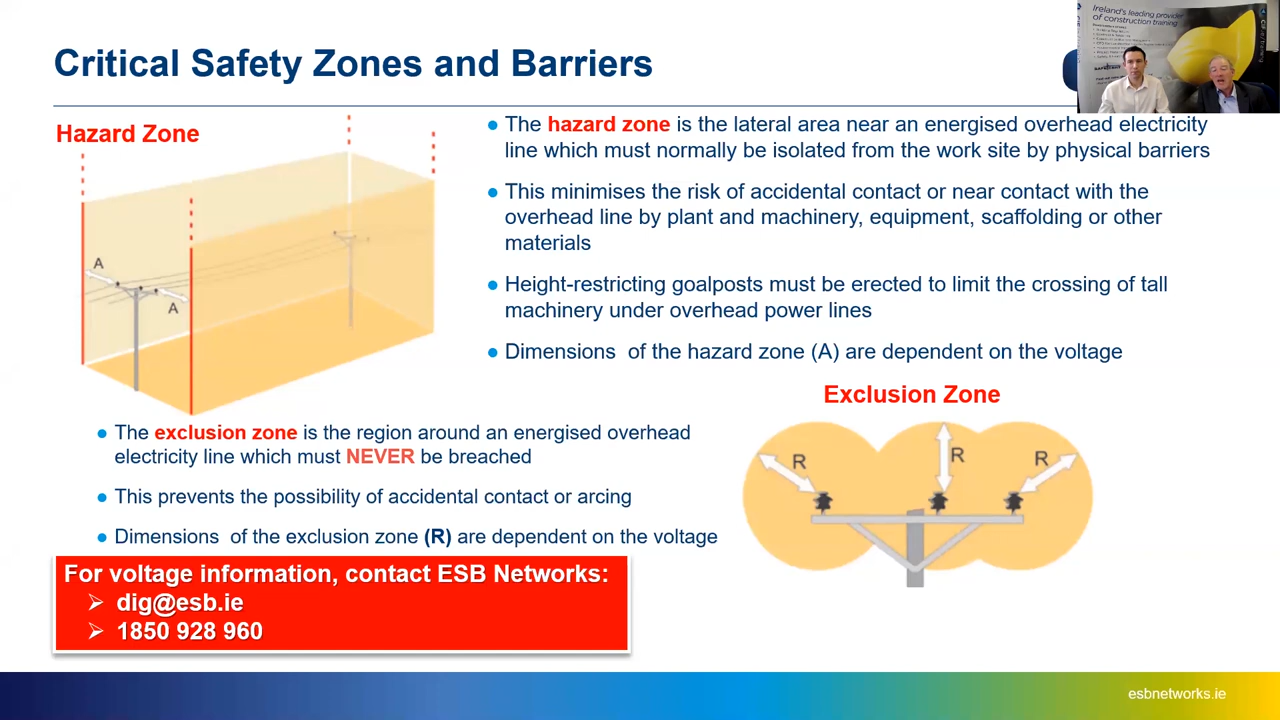 Critical Safety Zones and Barriers
Ireland's leading provider
of construction training
Hazard Zone
A
A
The hazard zone is the lateral area near an energised overhead electricity
line which must normally be isolated from the work site by physical barriers
This minimises the risk of accidental contact or near contact with the
overhead line by plant and machinery, equipment, scaffolding or other
materials
Height-restricting goalposts must be erected to limit the crossing of tall
machinery under overhead power lines
Dimensions of the hazard zone (A) are dependent on the voltage
Exclusion Zone
R
R
R
The exclusion zone is the region around an energised overhead
electricity line which must NEVER be breached
This prevents the possibility of accidental contact or arcing
Dimensions of the exclusion zone (R) are dependent on the voltage
For voltage information, contact ESB Networks:
dig@esb.ie
1850 928 960
esbnetworks.ie